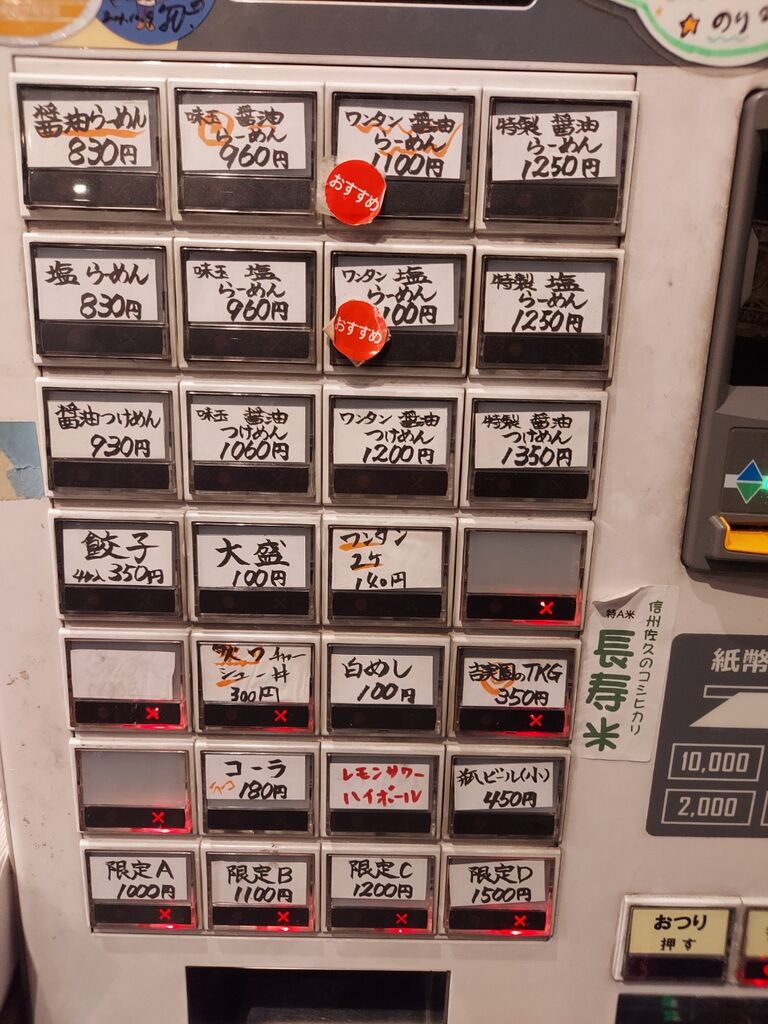 のり
醤油らーめん
830円
味玉 醤油
らーめん
960円
ワンタン 醤油
らーめん
1100円
おすすめ
特製 醤油
らーめん
1250円
塩らーめん
830円
味玉 塩
らーめん
960円
ワンタン 塩
らーめん
100円
おすすめ
特製 塩
らーめん
1250円
醤油つけめん
930円
味玉 醤油
つけめん
1060円
ワンタン 醤油
つけめん
1200円
特製 醤油
つけめん
1350円
餃子
4コ入 350円
大盛
100円
ワンタン
2ケ
140円
チャー
シュー丼
300円
白めし
100円
吉実園のTKG
350円
コーラ
180円
レモンサワー
ハイボール
瓶ビール(小)
450円
限定A
1000円
限定B
1100円
限定C
1200円
限定D
1500円
特A米
長寿米
信州佐久のコシヒカリ
紙幣
10,000
2,000
おつり
押す